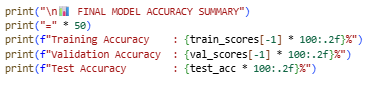 print("\n📊 FINAL MODEL ACCURACY SUMMARY")
print("=" * 50)
print(f"Training Accuracy    : {train_scores[-1] * 100:.2f}%")
print(f"Validation Accuracy  : {val_scores[-1] * 100:.2f}%")
print(f"Test Accuracy        : {test_acc * 100:.2f}%")